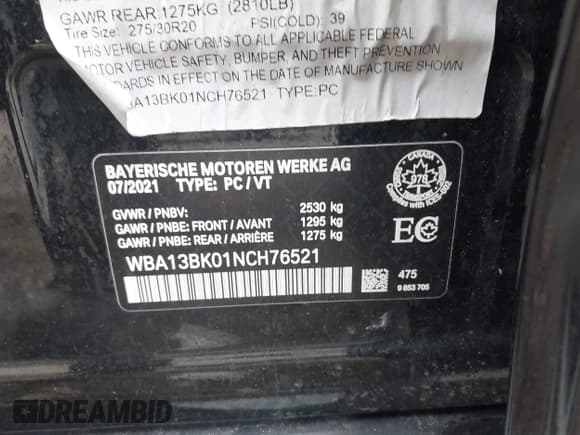 GAWR REAR:1275KG (2810LB)
Tire Size: 275/30R20 PSI(COLD): 39
THIS VEHICLE CONFORMS TO ALL APPLICABLE FEDERAL
MOTOR VEHICLE SAFETY, BUMPER, AND THEFT PREVENTION
DARDS IN EFFECT ON THE DATE OF MANUFACTURE SHOWN
BA13BK01NCH76521 TYPE:PC
BAYERISCHE MOTOREN WERKE AG
07/2021 TYPE: PC / VT
GVWR / PNBV: 2530 kg
GAWR / PNBE: FRONT / AVANT 1295 kg
GAWR / PNBE: REAR / ARRIÈRE 1275 kg
WBA13BK01NCH76521
CANADA
978
TRANSPORT
Complies with ICES-002
EC
475
9 853 705
DREAMBID